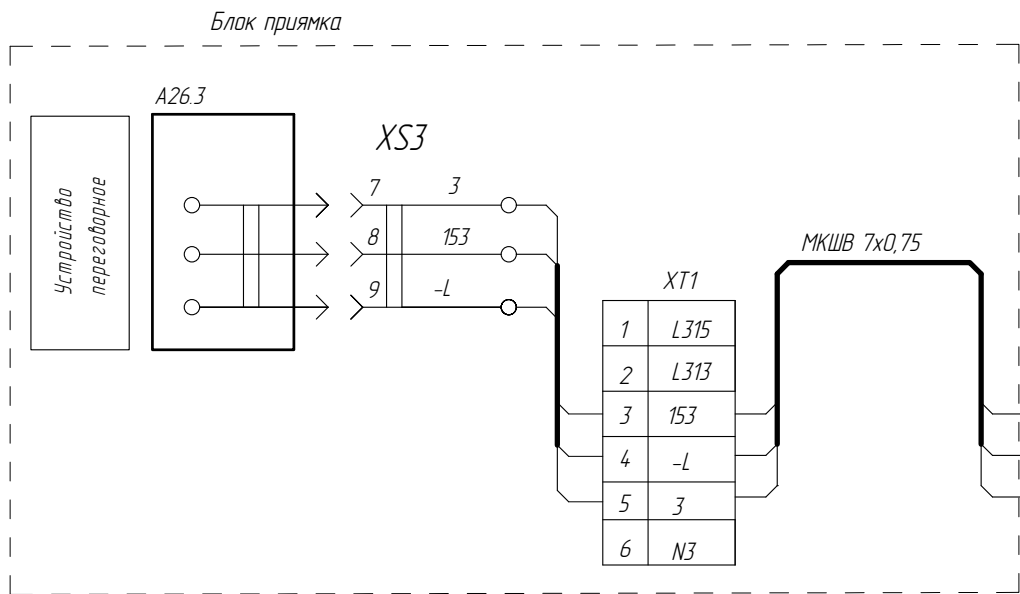 Блок приямка
А26.3
Устройство
переговорное
XS3
7 3
8 153
9 -L
МКШВ 7х0,75
XT1
1 L315
2 L313
3 153
4 -L
5 3
6 N3